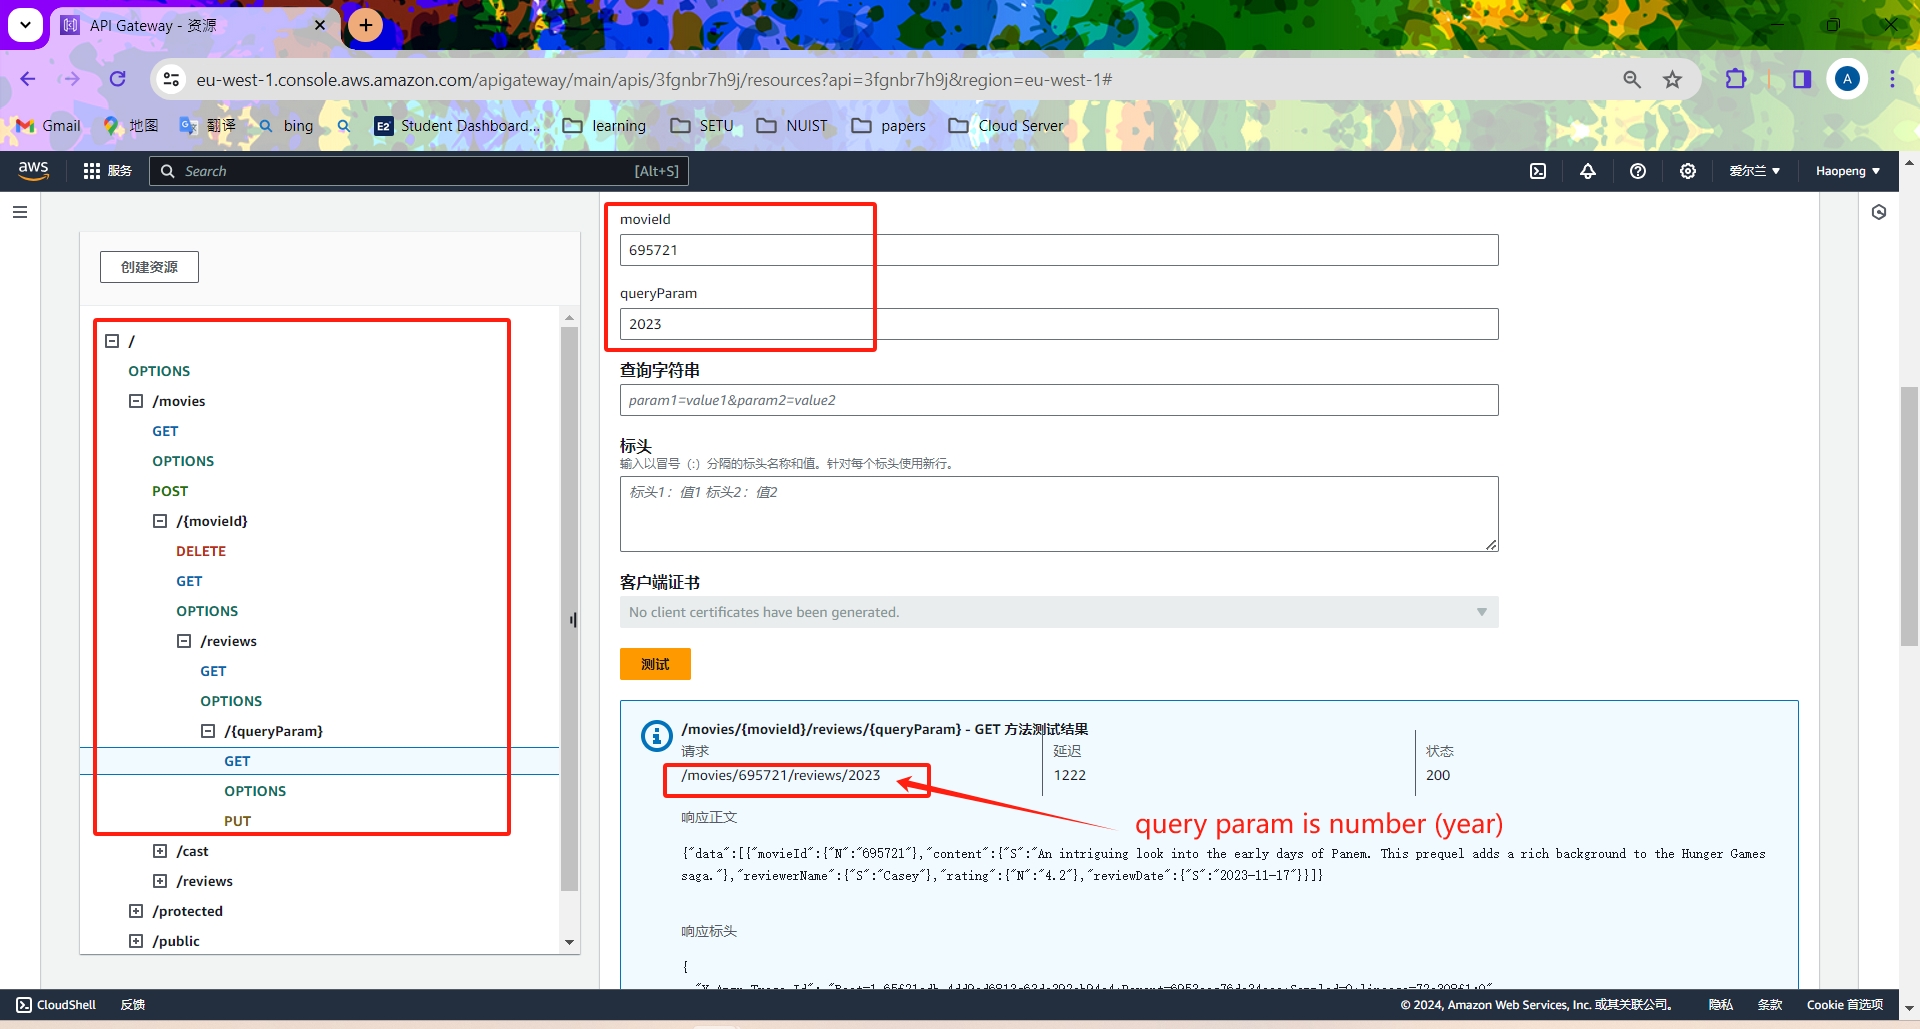 API Gateway - 资源
eu-west-1.console.aws.amazon.com/apigateway/main/apis/3fgnbr7h9j/resources?api=3fgnbr7h9j&region=eu-west-1#
A
Gmail
地图
翻译
bing
E2
Student Dashboard...
learning
SETU
NUIST
papers
Cloud Server
aws
服务
Search
[Alt+S]
爱尔兰
Haopeng
创建资源
/
OPTIONS
/movies
GET
OPTIONS
POST
/{movieId}
DELETE
GET
OPTIONS
/reviews
GET
OPTIONS
/{queryParam}
GET
OPTIONS
PUT
/cast
/reviews
/protected
/public
movieId
695721
queryParam
2023
查询字符串
param1=value1&param2=value2
标头
输入以冒号（:）分隔的标头名称和值。针对每个标头使用新行。
标头1：值1 标头2：值2
客户端证书
No client certificates have been generated.
测试
/movies/{movieId}/reviews/{queryParam} - GET 方法测试结果
请求
延迟
状态
/movies/695721/reviews/2023
1222
200
query param is number (year)
响应正文
{"data":[{"movieId":{"N":"695721"},"content":{"S":"An intriguing look into the early days of Panem. This prequel adds a rich background to the Hunger Games
saga."},"reviewerName":{"S":"Casey"},"rating":{"N":"4.2"},"reviewDate":{"S":"2023-11-17"}}]}
响应标头
{
CloudShell
反馈
© 2024, Amazon Web Services, Inc. 或其关联公司。
隐私
条款
Cookie 首选项